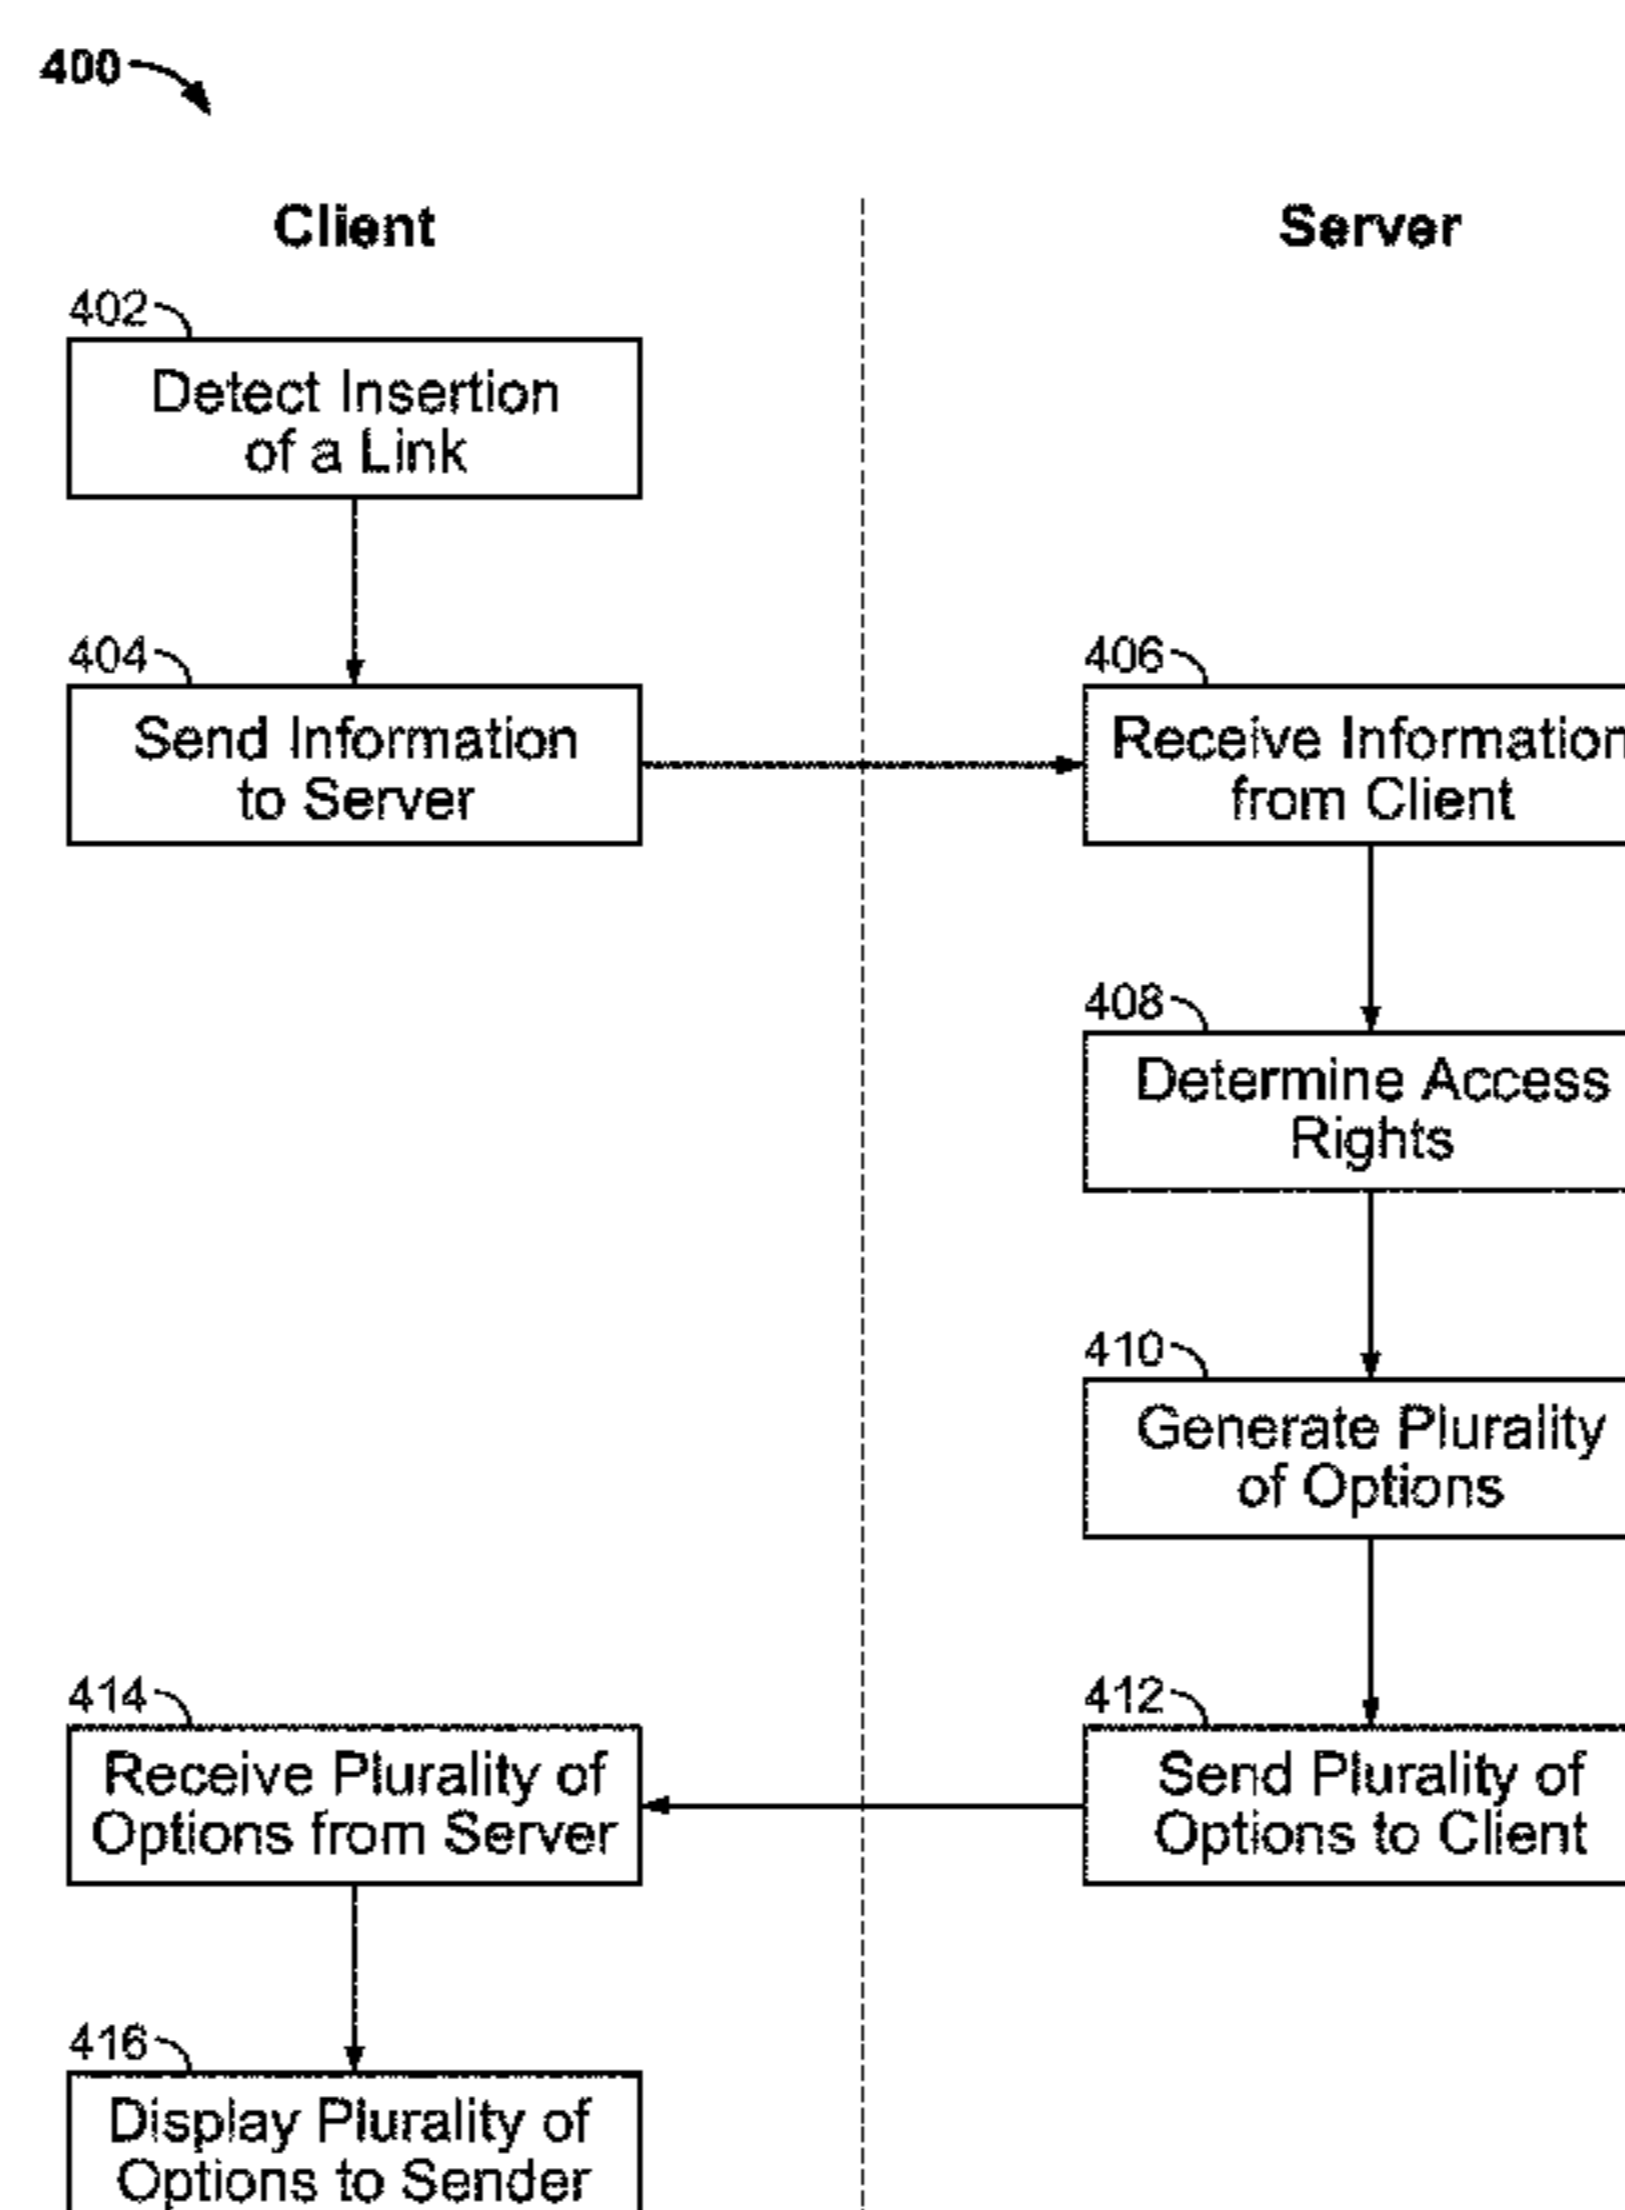 400
Client
Server
402
Detect Insertion
of a Link
404
Send Information
to Server
406
Receive Information
from Client
408
Determine Access
Rights
410
Generate Plurality
of Options
412
Send Plurality of
Options to Client
414
Receive Plurality of
Options from Server
416
Display Plurality of
Options to Sender